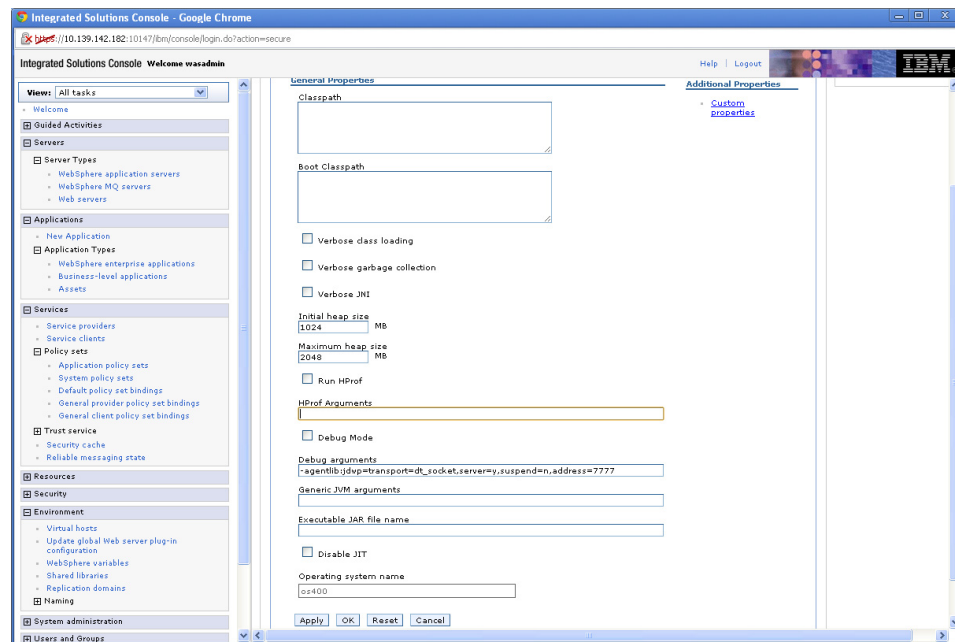 Integrated Solutions Console - Google Chrome
https://10.139.142.182:10147/ibm/console/login.do?action=secure
Integrated Solutions Console Welcome wasadmin
Help | Logout
IBM.
View: All tasks
Welcome
Guided Activities
Servers
Server Types
WebSphere application servers
WebSphere MQ servers
Web servers
Applications
New Application
Application Types
WebSphere enterprise applications
Business-level applications
Assets
Services
Service providers
Service clients
Policy sets
Application policy sets
System policy sets
Default policy set bindings
General provider policy set bindings
General client policy set bindings
Trust service
Security cache
Reliable messaging state
Resources
Security
Environment
Virtual hosts
Update global Web server plug-in
configuration
WebSphere variables
Shared libraries
Replication domains
Naming
System administration
Users and Groups
General Properties
Classpath
Boot Classpath
Verbose class loading
Verbose garbage collection
Verbose JNI
Initial heap size
1024 MB
Maximum heap size
2048 MB
Run HProf
HProf Arguments
Debug Mode
Debug arguments
-agentlib:jdwp=transport=dt_socket,server=y,suspend=n,address=7777
Generic JVM arguments
Executable JAR file name
Disable JIT
Operating system name
os400
Apply OK Reset Cancel
Additional Properties
Custom
properties